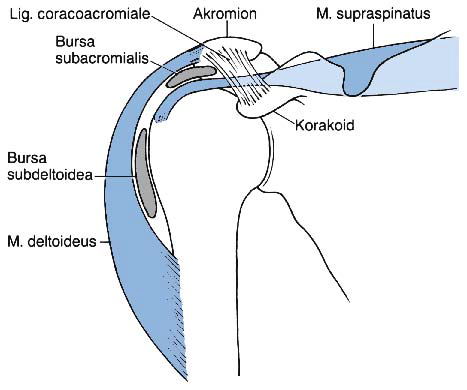 Lig. coracoacromiale
Akromion
M. supraspinatus
Bursa
subacromialis
Korakoid
Bursa
subdeltoidea
M. deltoideus